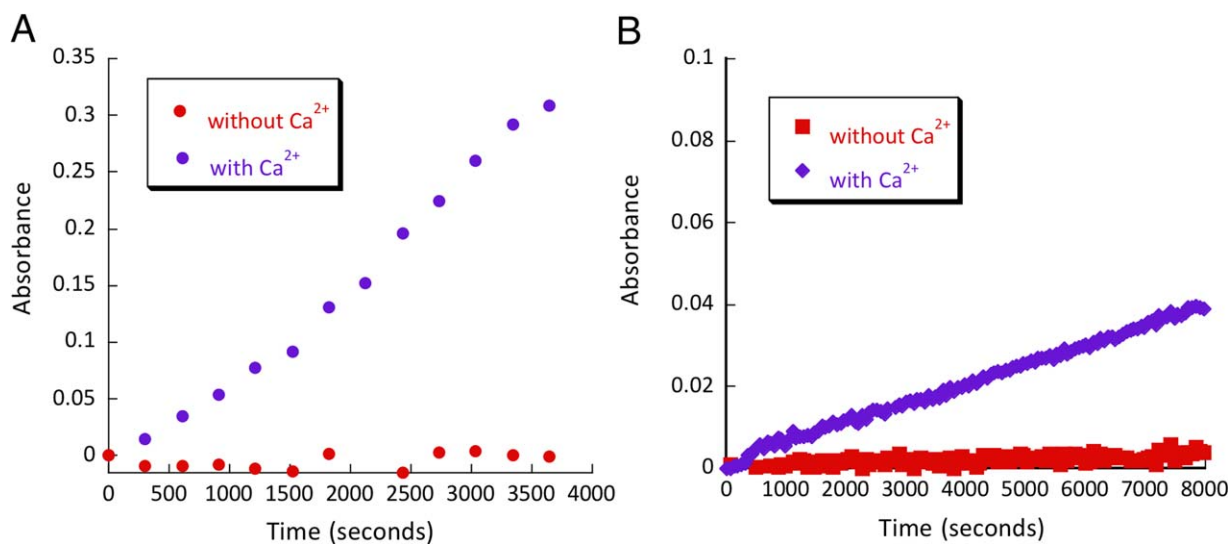 A
Absorbance
0.35
0.3
0.25
0.2
0.15
0.1
0.05
0
without Ca²⁺
with Ca²⁺
0 500 1000 1500 2000 2500 3000 3500 4000
Time (seconds)
B
Absorbance
0.1
0.08
0.06
0.04
0.02
0
without Ca²⁺
with Ca²⁺
0 1000 2000 3000 4000 5000 6000 7000 8000
Time (seconds)